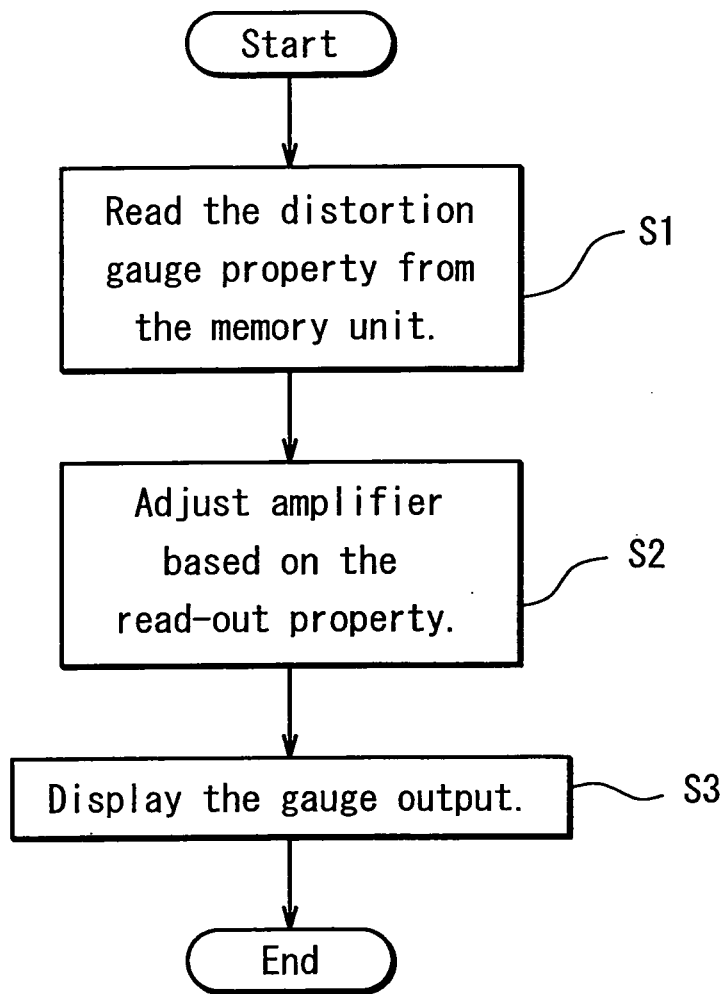 Start
Read the distortion
gauge property from
the memory unit.
S1
Adjust amplifier
based on the
read-out property.
S2
Display the gauge output.
S3
End